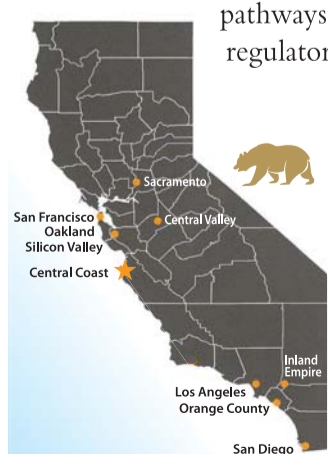 pathways
regulator
Sacramento
San Francisco
Oakland
Central Valley
Silicon Valley
Central Coast
Inland
Empire
Los Angeles
Orange County
San Diego